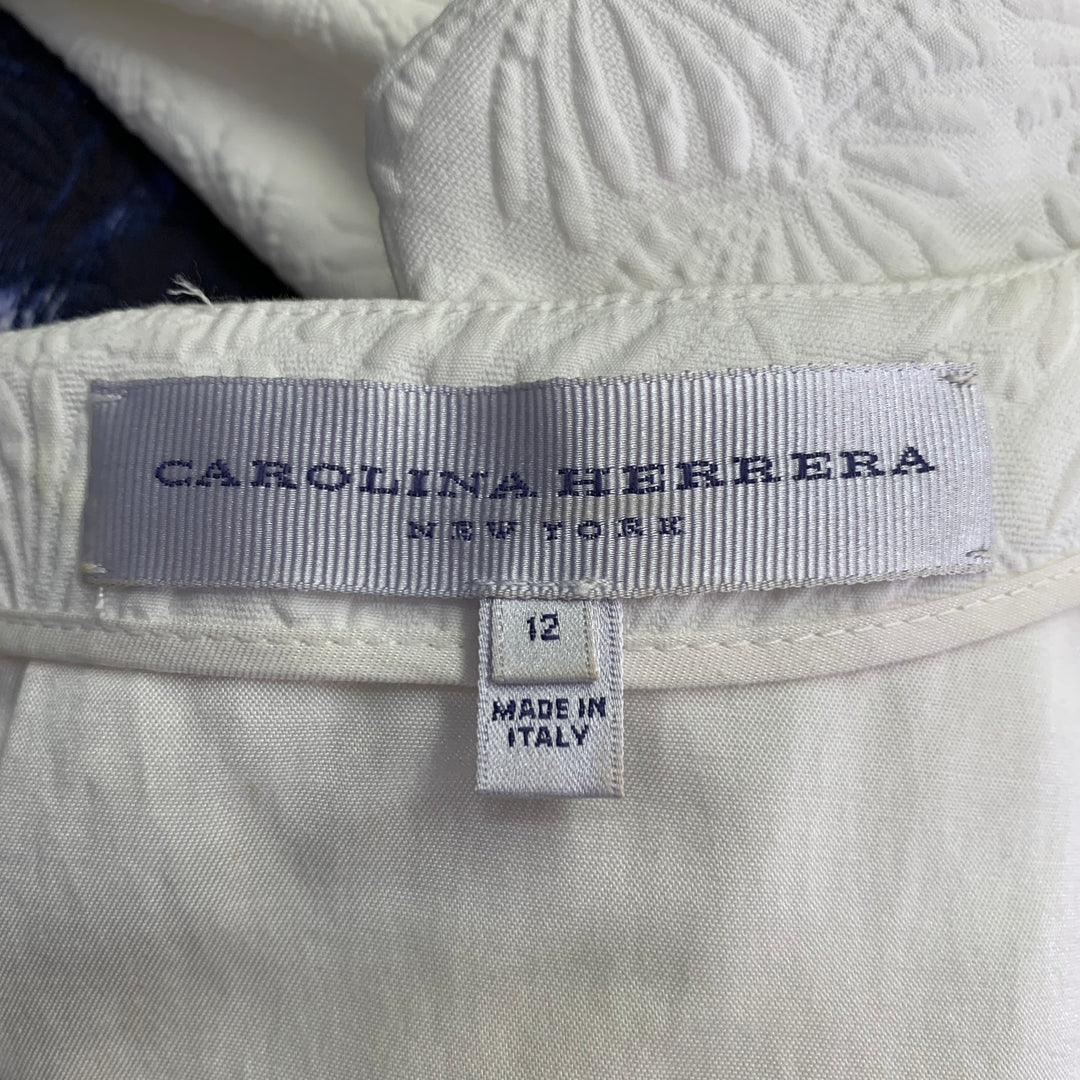 CAROLINA HERRERA
NEW YORK
12
MADE IN
ITALY